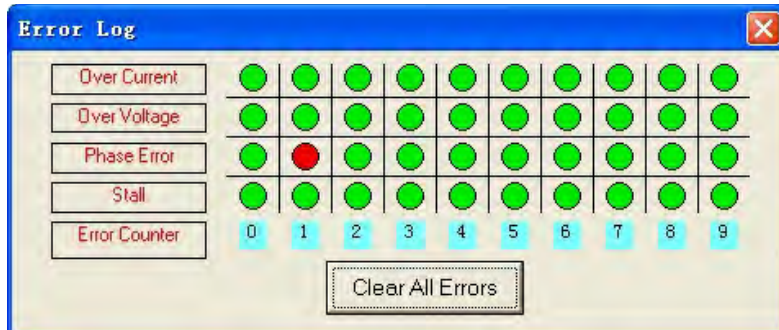 Error Log
Over Current
Over Voltage
Phase Error
Stall
Error Counter 0 1 2 3 4 5 6 7 8 9
Clear All Errors